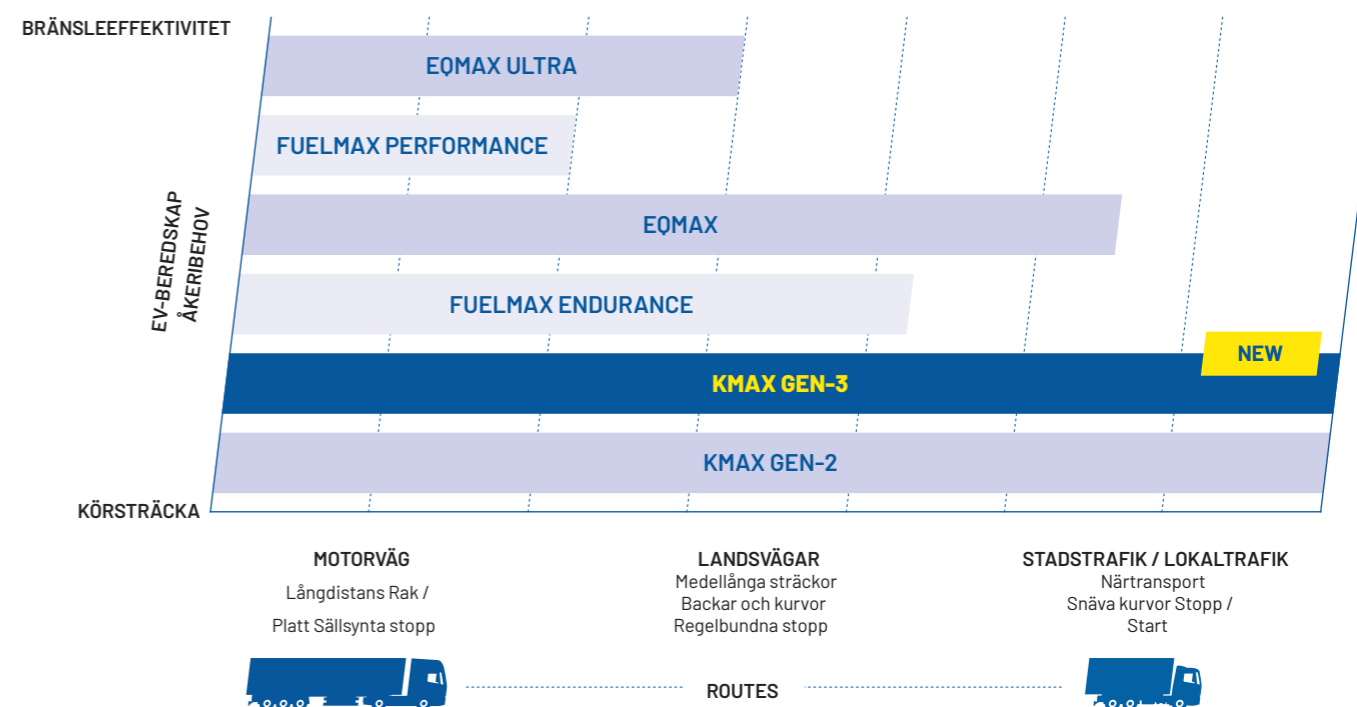 BRÄNSLEEFFEKTIVITET
EQMAX ULTRA
FUELMAX PERFORMANCE
EV-BEREDSKAP
ÅKERIBEHOV
EQMAX
FUELMAX ENDURANCE
NEW
KMAX GEN-3
KMAX GEN-2
KÖRSTRÄCKA
MOTORVÄG
Långdistans Rak /
Platt Sällsynta stopp
LANDSVÄGAR
Medellånga sträckor
Backar och kurvor
Regelbundna stopp
STADSTRAFIK / LOKALTRAFIK
Närtransport
Snäva kurvor Stopp /
Start
ROUTES